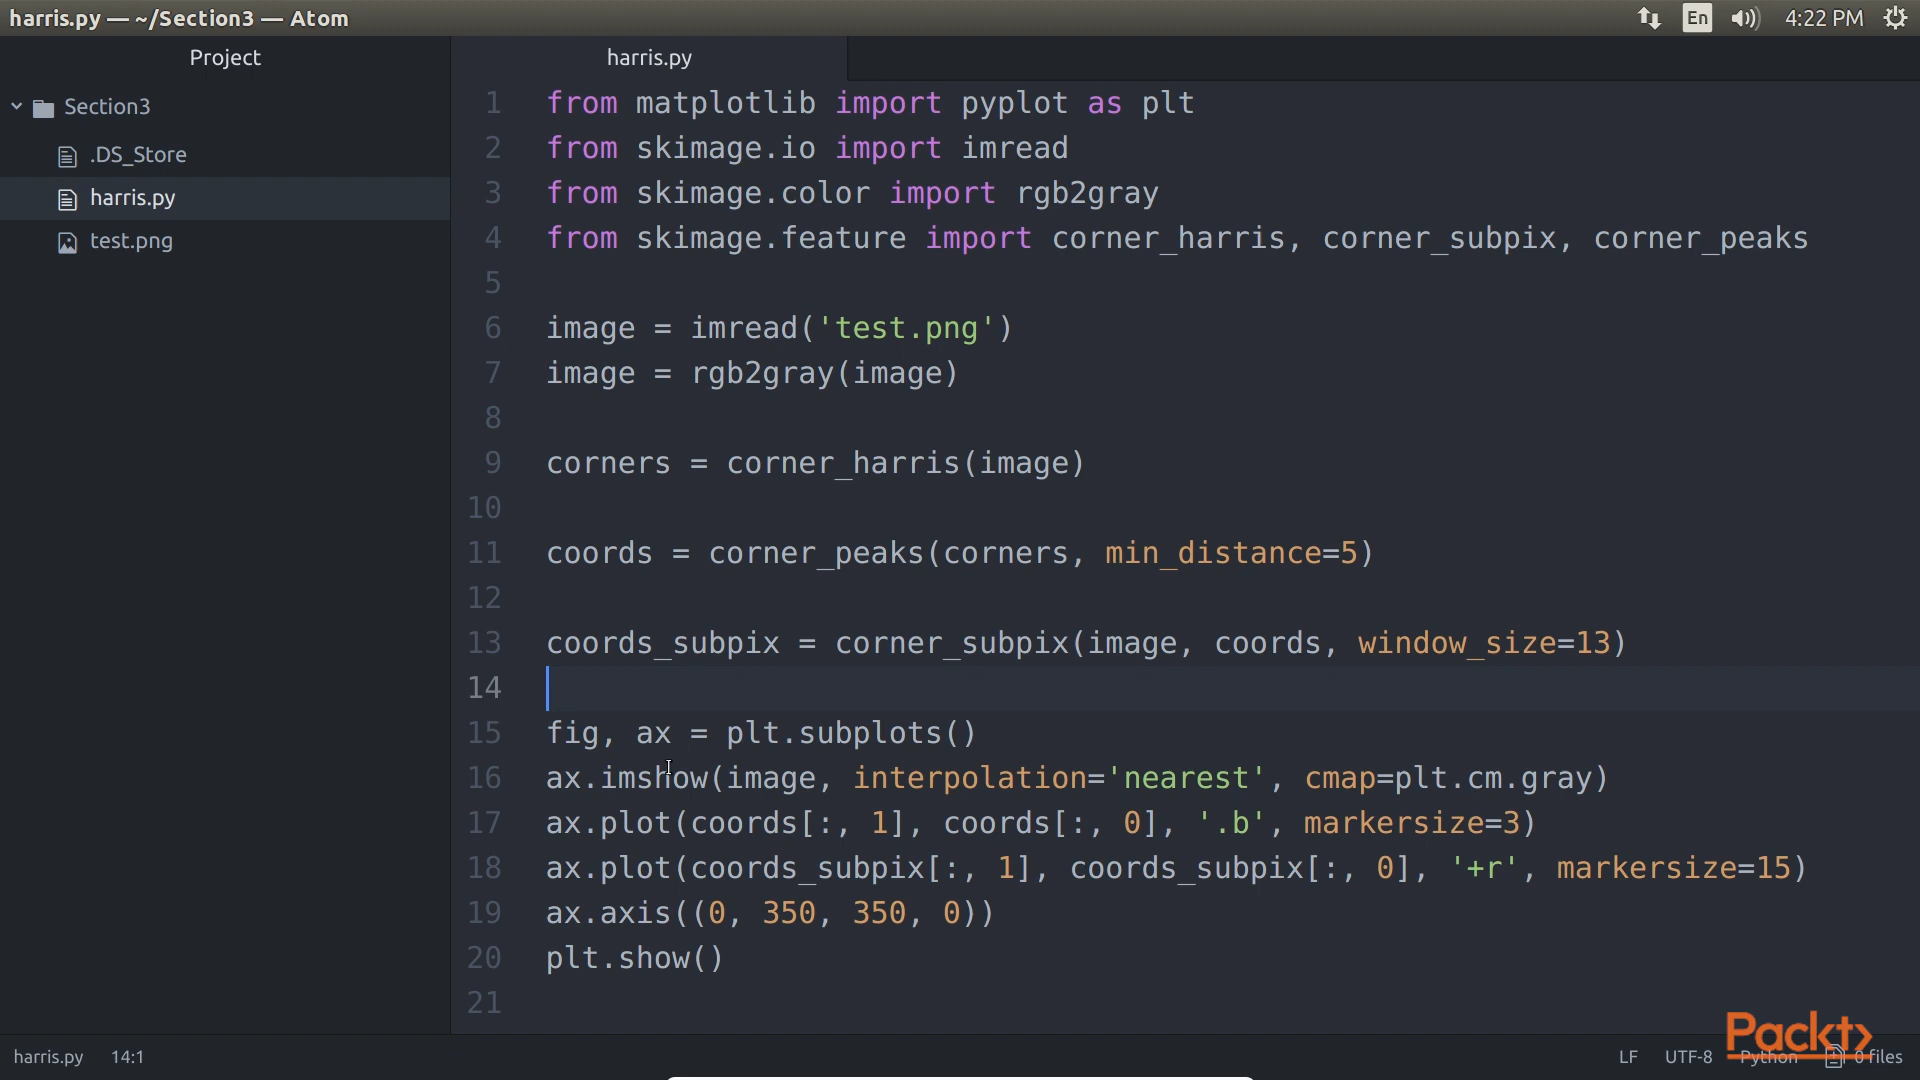 harris.py — ~/Section3 — Atom
En
4:22 PM
Project
Section3
.DS_Store
harris.py
test.png
harris.py
1 from matplotlib import pyplot as plt
2 from skimage.io import imread
3 from skimage.color import rgb2gray
4 from skimage.feature import corner_harris, corner_subpix, corner_peaks
5
6 image = imread('test.png')
7 image = rgb2gray(image)
8
9 corners = corner_harris(image)
10
11 coords = corner_peaks(corners, min_distance=5)
12
13 coords_subpix = corner_subpix(image, coords, window_size=13)
14
15 fig, ax = plt.subplots()
16 ax.imshow(image, interpolation='nearest', cmap=plt.cm.gray)
17 ax.plot(coords[:, 1], coords[:, 0], '.b', markersize=3)
18 ax.plot(coords_subpix[:, 1], coords_subpix[:, 0], '+r', markersize=15)
19 ax.axis((0, 350, 350, 0))
20 plt.show()
21
Packt>
harris.py 14:1
LF UTF-8 Python 0 files